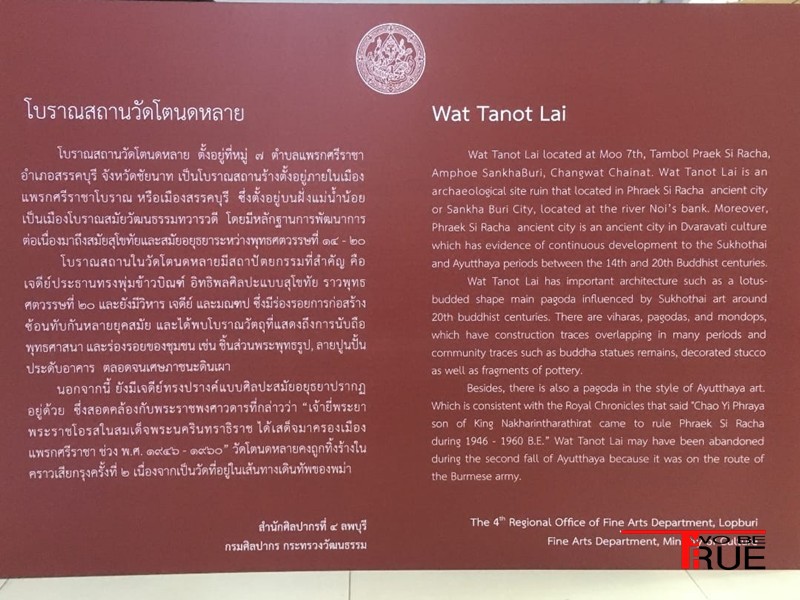 โบราณสถานวัดโตนดหลาย
โบราณสถานวัดโตนดหลาย ตั้งอยู่ที่หมู่ ๗ ตำบลแพรกศรีราชา
อำเภอสรรคบุรี จังหวัดชัยนาท เป็นโบราณสถานร้างตั้งอยู่ภายในเมือง
แพรกศรีราชาโบราณ หรือเมืองสรรคบุรี ซึ่งตั้งอยู่บนฝั่งแม่น้ำน้อย
เป็นเมืองโบราณสมัยวัฒนธรรมทวารวดี โดยมีหลักฐานการพัฒนาการ
ต่อเนื่องมาถึงสมัยสุโขทัยและสมัยอยุธยาระหว่างพุทธศตวรรษที่ ๑๔ - ๒๐
โบราณสถานในวัดโตนดหลายมีสถาปัตยกรรมที่สำคัญ คือ
เจดีย์ประธานทรงพุ่มข้าวบิณฑ์ อิทธิพลศิลปะแบบสุโขทัย ราวพุทธ
ศตวรรษที่ ๒๐ และยังมีวิหาร เจดีย์ และมณฑป ซึ่งมีร่องรอยการก่อสร้าง
ซ้อนทับกันหลายยุคสมัย และได้พบโบราณวัตถุที่แสดงถึงการนับถือ
พุทธศาสนา และร่องรอยของชุมชน เช่น ชิ้นส่วนพระพุทธรูป, ลายปูนปั้น
ประดับอาคาร ตลอดจนเศษภาชนะดินเผา
นอกจากนี้ ยังมีเจดีย์ทรงปรางค์แบบศิลปะสมัยอยุธยาปรากฏ
อยู่ด้วย ซึ่งสอดคล้องกับพระราชพงศาวดารที่กล่าวว่า “เจ้ายี่พระยา
พระราชโอรสในสมเด็จพระนครินทราธิราช ได้เสด็จมาครองเมือง
แพรกศรีราชา ช่วง พ.ศ. ๑๙๔๖ - ๑๙๖๐” วัดโตนดหลายคงถูกทิ้งร้างใน
คราวเสียกรุงครั้งที่ ๒ เนื่องจากเป็นวัดที่อยู่ในเส้นทางเดินทัพของพม่า
สำนักศิลปากรที่ ๔ ลพบุรี
กรมศิลปากร กระทรวงวัฒนธรรม
Wat Tanot Lai
Wat Tanot Lai located at Moo 7th, Tambol Praek Si Racha,
Amphoe SankhaBuri, Changwat Chainat. Wat Tanot Lai is an
archaeological site ruin that located in Phraek Si Racha ancient city
or Sankha Buri City, located at the river Noi's bank. Moreover,
Phraek Si Racha ancient city is an ancient city in Dvaravati culture
which has evidence of continuous development to the Sukhothai
and Ayutthaya periods between the 14th and 20th Buddhist centuries.
Wat Tanot Lai has important architecture such as a lotus-
budded shape main pagoda influenced by Sukhothai art around
20th buddhist centuries. There are viharas, pagodas, and mondops,
which have construction traces overlapping in many periods and
community traces such as buddha statues remains, decorated stucco
as well as fragments of pottery.
Besides, there is also a pagoda in the style of Ayutthaya art.
Which is consistent with the Royal Chronicles that said "Chao Yi Phraya
son of King Nakharintharathirat came to rule Phraek Si Racha
during 1946 - 1960 B.E." Wat Tanot Lai may have been abandoned
during the second fall of Ayutthaya because it was on the route of
the Burmese army.
The 4th Regional Office of Fine Arts Department, Lopburi
Fine Arts Department,
MVO BE
TRUE